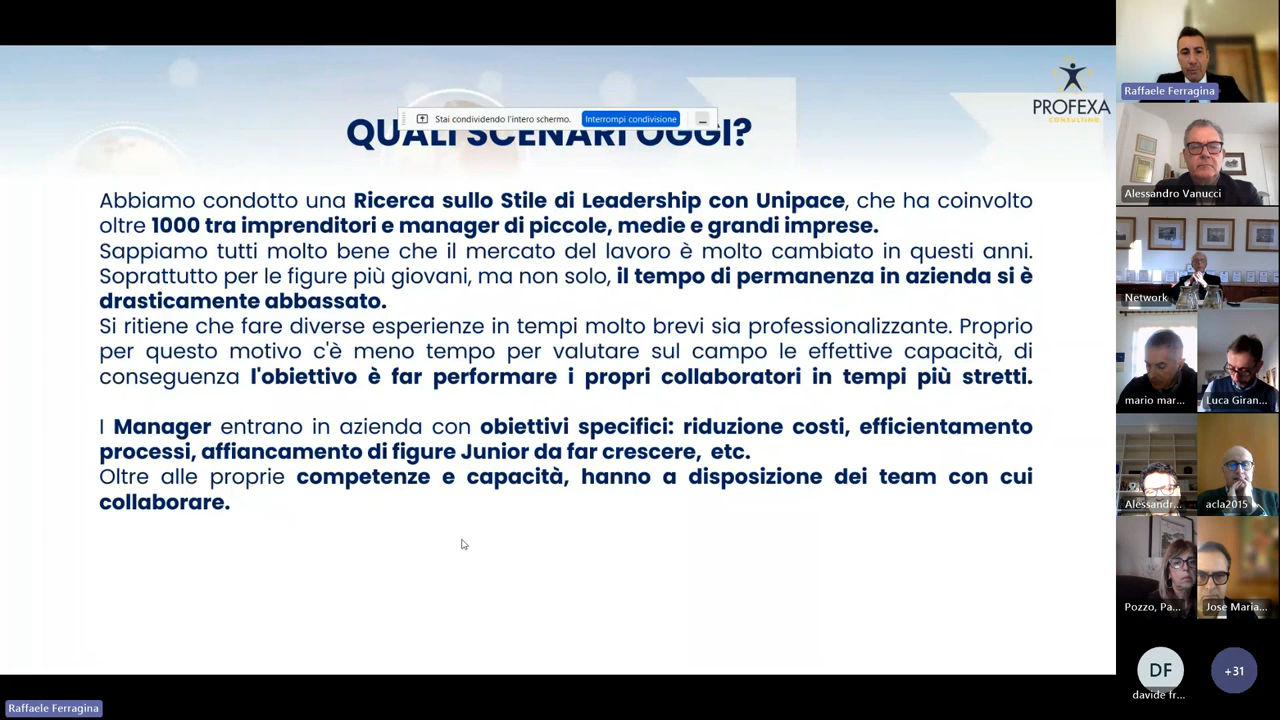 PROFEXA
CONSULTING
Stai condividendo l'intero schermo.
Interrompi condivisione
QUALI SCENARI OGGI?
Abbiamo condotto una Ricerca sullo Stile di Leadership con Unipace, che ha coinvolto
oltre 1000 tra imprenditori e manager di piccole, medie e grandi imprese.
Sappiamo tutti molto bene che il mercato del lavoro è molto cambiato in questi anni.
Soprattutto per le figure più giovani, ma non solo, il tempo di permanenza in azienda si è
drasticamente abbassato.
Si ritiene che fare diverse esperienze in tempi molto brevi sia professionalizzante. Proprio
per questo motivo c'è meno tempo per valutare sul campo le effettive capacità, di
conseguenza l'obiettivo è far performare i propri collaboratori in tempi più stretti.
I Manager entrano in azienda con obiettivi specifici: riduzione costi, efficientamento
processi, affiancamento di figure Junior da far crescere, etc.
Oltre alle proprie competenze e capacità, hanno a disposizione dei team con cui
collaborare.
Raffaele Ferragina
Raffaele Ferragina
Alessandro Vanucci
Network
mario mar...
Luca Giran...
Alessandr...
acla2015
Pozzo, Pa...
Jose Maria...
DF
davide fr...
+31